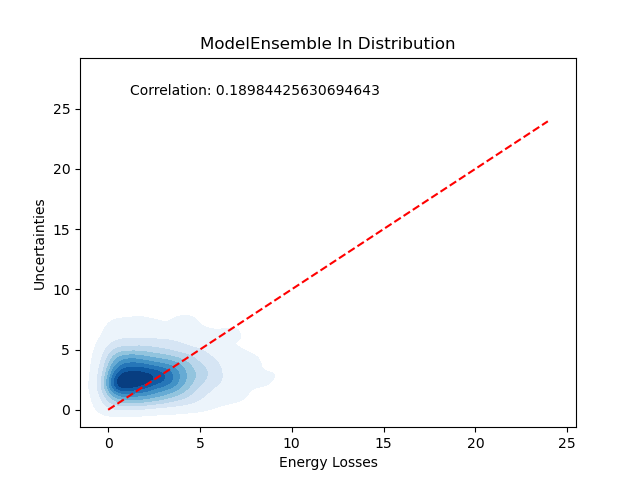 ModelEnsemble In Distribution
Correlation: 0.18984425630694643
25
20
15
10
5
0
Uncertainties
0 5 10 15 20 25
Energy Losses